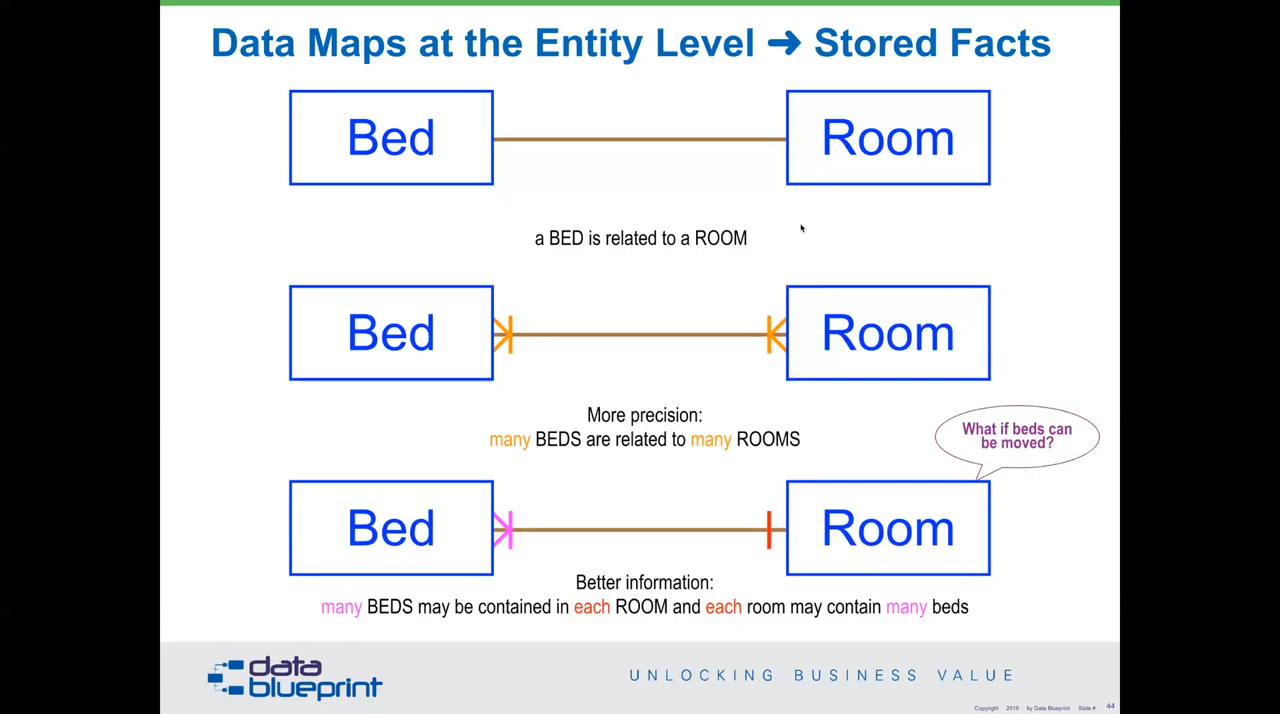 Data Maps at the Entity Level ➜ Stored Facts
Bed
Room
a BED is related to a ROOM
Bed
Room
More precision:
many BEDS are related to many ROOMS
What if beds can
be moved?
Bed
Room
Better information:
many BEDS may be contained in each ROOM and each room may contain many beds
data
blueprint
UNLOCKING BUSINESS VALUE
Copyright 2019 by Data Blueprint Slide # 44